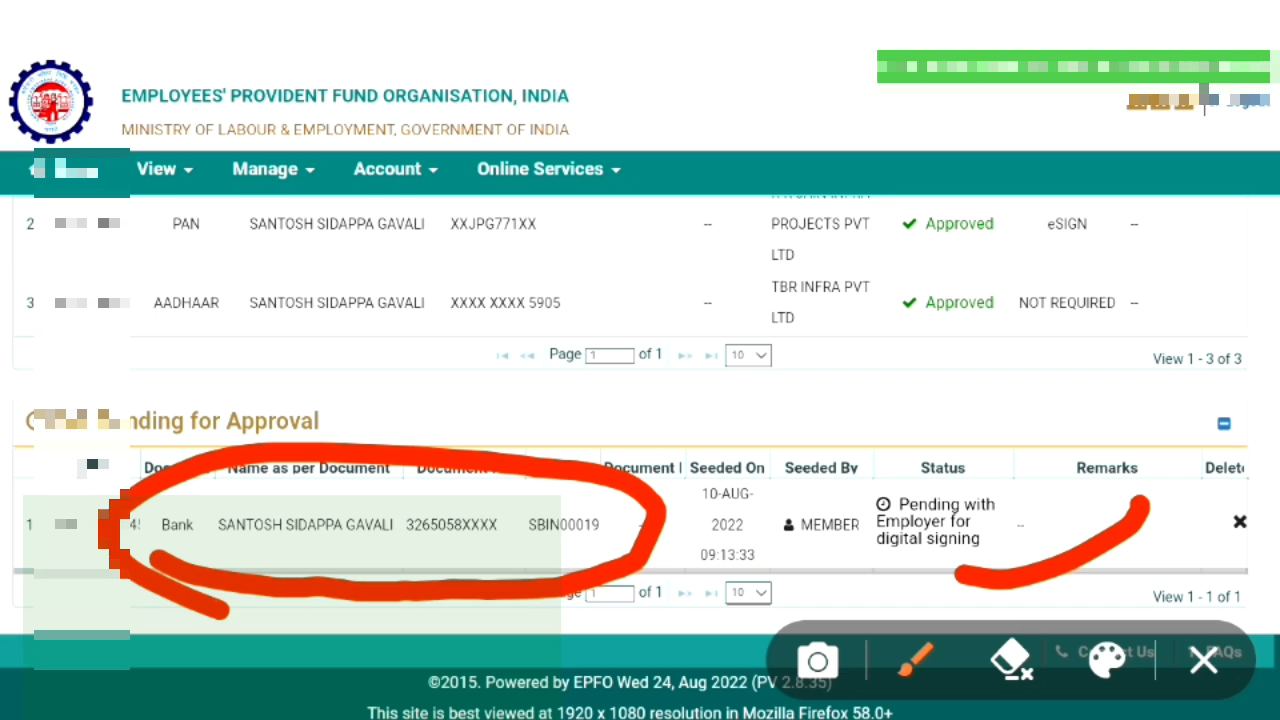 EMPLOYEES' PROVIDENT FUND ORGANISATION, INDIA
MINISTRY OF LABOUR & EMPLOYMENT, GOVERNMENT OF INDIA
View Manage Account Online Services
2 PAN SANTOSH SIDAPPA GAVALI XXJPG771XX -- PROJECTS PVT LTD Approved eSIGN --
3 AADHAAR SANTOSH SIDAPPA GAVALI XXXX XXXX 5905 -- TBR INFRA PVT LTD Approved NOT REQUIRED --
Page 1 of 1 10 View 1 - 3 of 3
nding for Approval
Name as per Document Document Seeded On Seeded By Status Remarks
1 Bank SANTOSH SIDAPPA GAVALI 3265058XXXX SBIN00019 10-AUG-2022 09:13:33 MEMBER Pending with Employer for digital signing --
1 of 1 10 View 1 - 1 of 1
FAQs
©2015. Powered by EPFO Wed 24, Aug 2022 (PV 2.8.35)
This site is best viewed at 1920 x 1080 resolution in Mozilla Firefox 58.0+